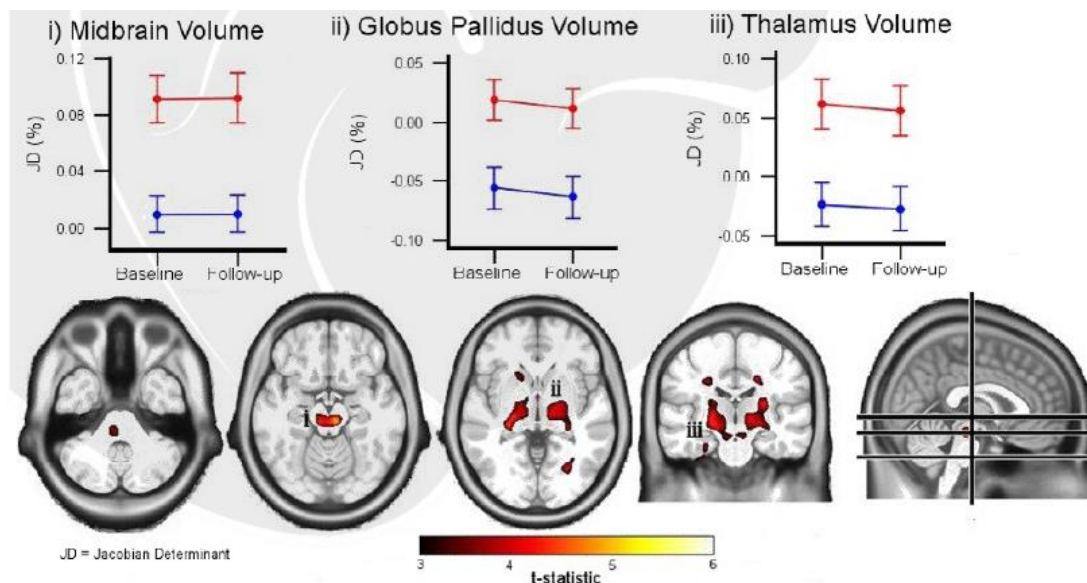 i) Midbrain Volume
ii) Globus Pallidus Volume
iii) Thalamus Volume
JD (%)
0.12
0.08
0.04
0.00
Baseline Follow-up
JD (%)
0.05
0.00
-0.05
-0.10
Baseline Follow-up
JD (%)
0.10
0.05
0.00
-0.05
Baseline Follow-up
i
ii
iii
JD = Jacobian Determinant
3 4 5 6
t-statistic